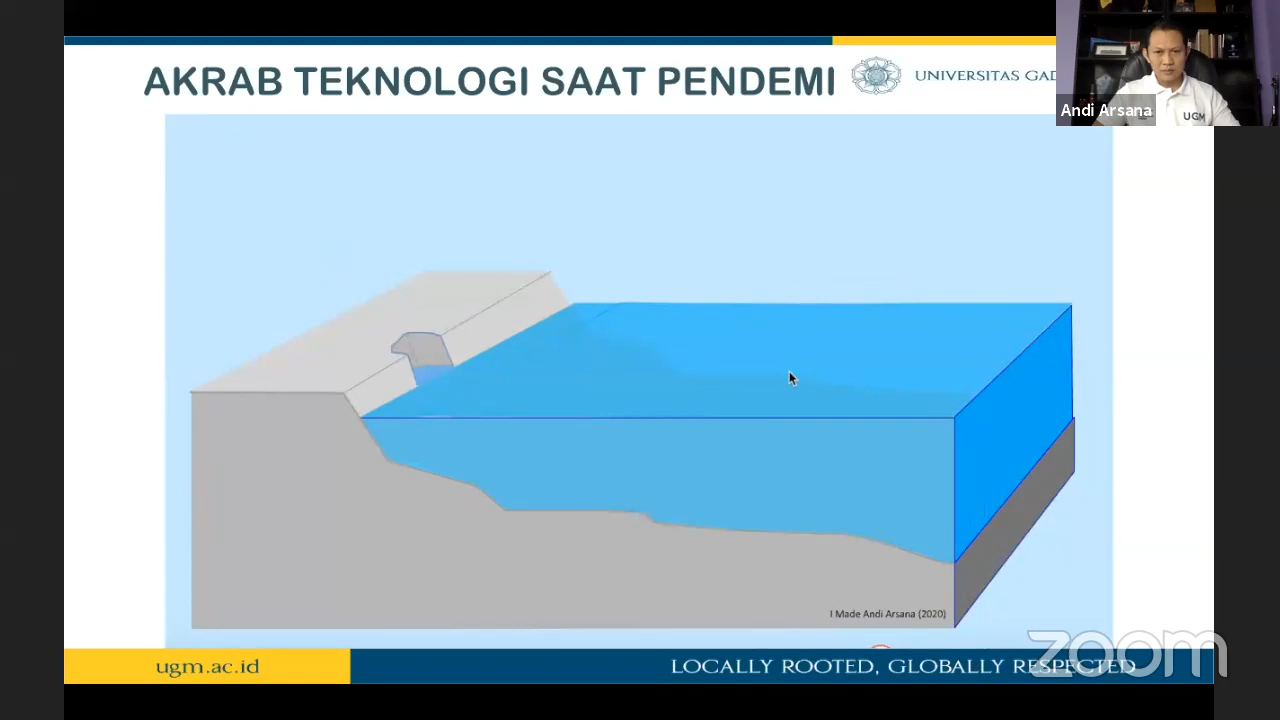 AKRAB TEKNOLOGI SAAT PENDEMI
UNIVERSITAS GAD
Andi Arsana
UGM
I Made Andi Arsana (2020)
ugm.ac.id
LOCALLY ROOTED, GLOBALLY RESPECTED
zoom